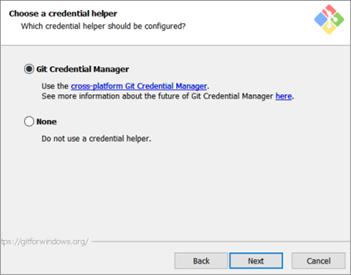 Choose a credential helper
Which credential helper should be configured?
Git Credential Manager
Use the cross-platform Git Credential Manager.
See more information about the future of Git Credential Manager here.
None
Do not use a credential helper.
ttps://gitforwindows.org/
Back
Next
Cancel